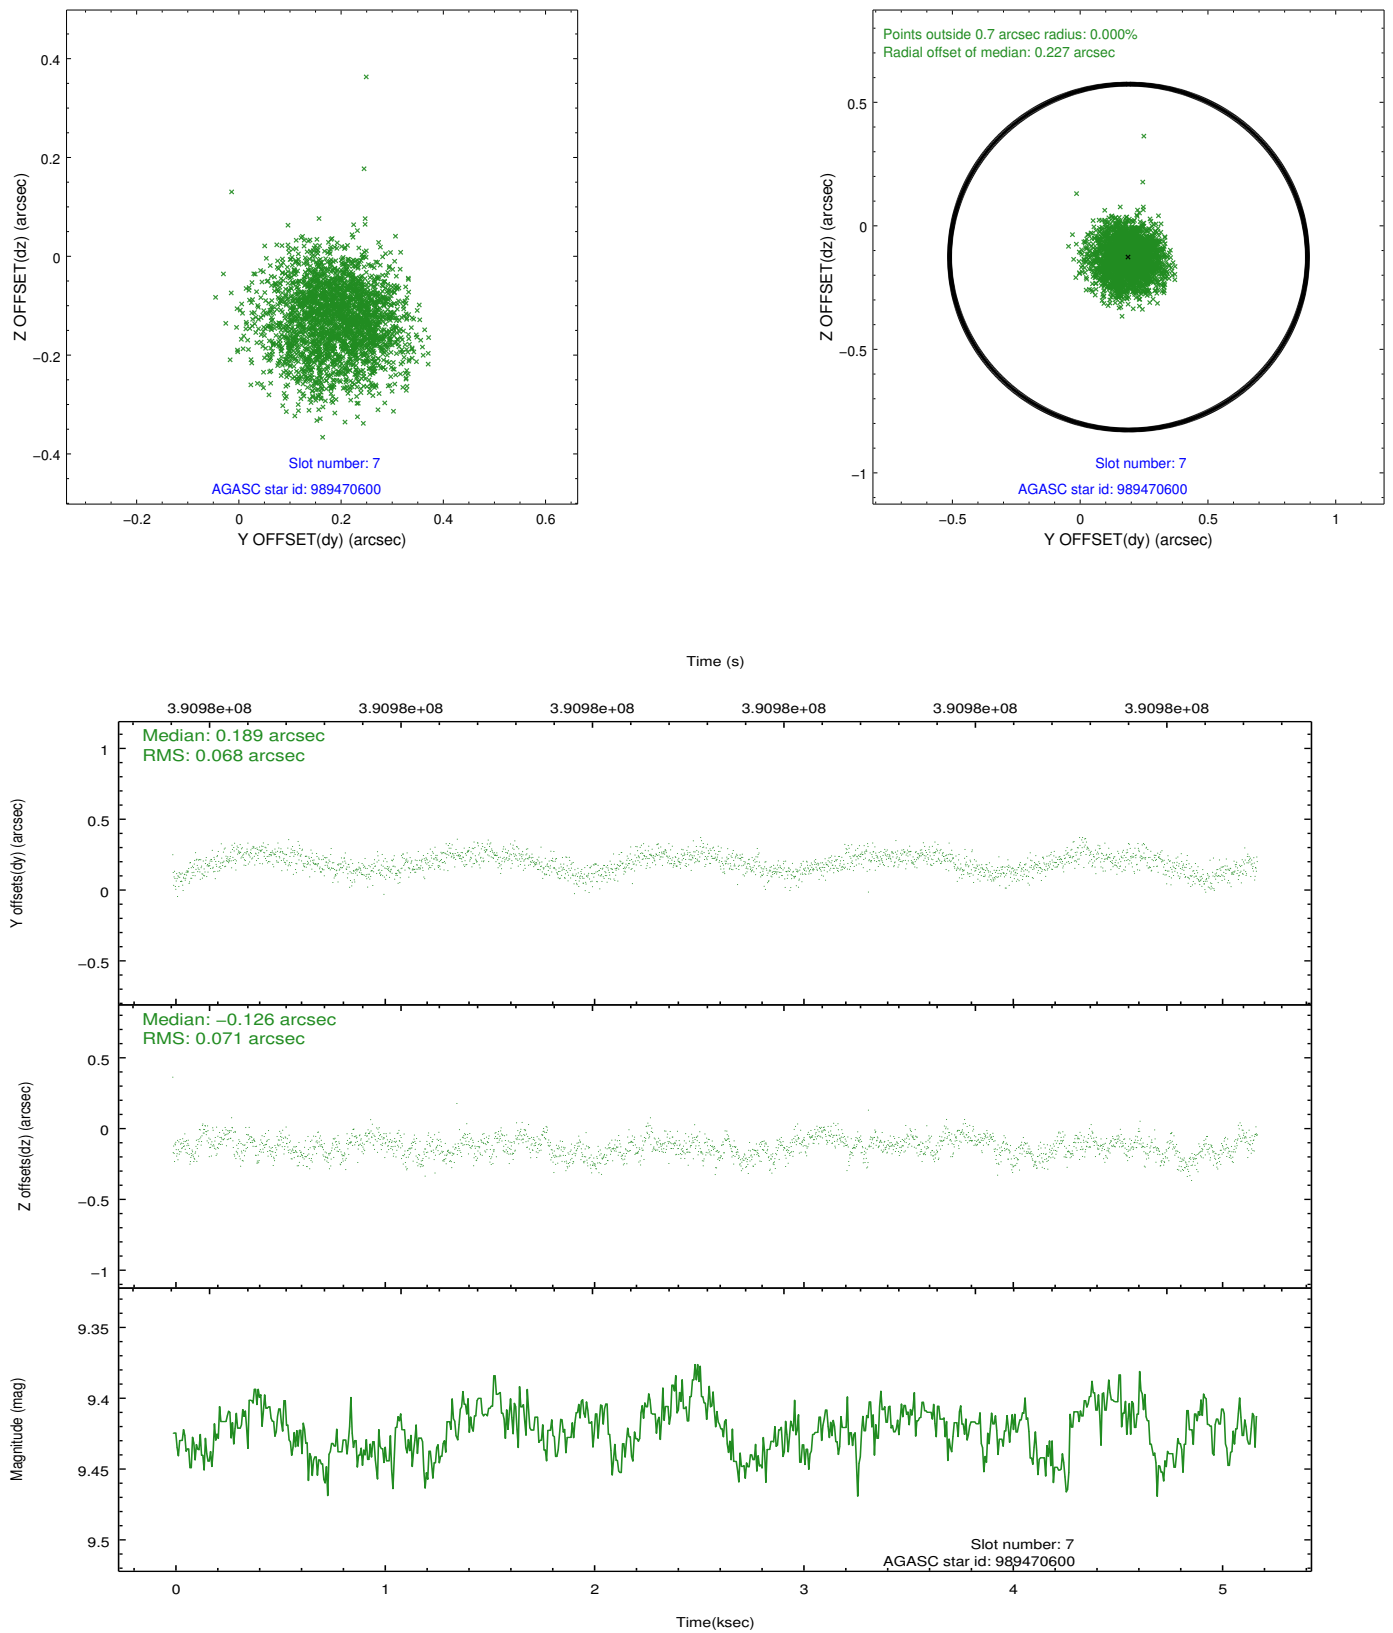 0.4
0.2
0
−0.2
−0.4
Z OFFSET(dz) (arcsec)
Slot number: 7
AGASC star id: 989470600
−0.2 0 0.2 0.4 0.6
Y OFFSET(dy) (arcsec)
Points outside 0.7 arcsec radius: 0.000%
Radial offset of median: 0.227 arcsec
0.5
0
−0.5
−1
Z OFFSET(dz) (arcsec)
Slot number: 7
AGASC star id: 989470600
−0.5 0 0.5 1
Y OFFSET(dy) (arcsec)
Time (s)
3.9098e+08 3.9098e+08 3.9098e+08 3.9098e+08 3.9098e+08 3.9098e+08
Median: 0.189 arcsec
RMS: 0.068 arcsec
1
0.5
0
−0.5
Y offsets(dy) (arcsec)
Median: −0.126 arcsec
RMS: 0.071 arcsec
0.5
0
−0.5
−1
Z offsets(dz) (arcsec)
9.35
9.4
9.45
9.5
Magnitude (mag)
Slot number: 7
AGASC star id: 989470600
0 1 2 3 4 5
Time(ksec)